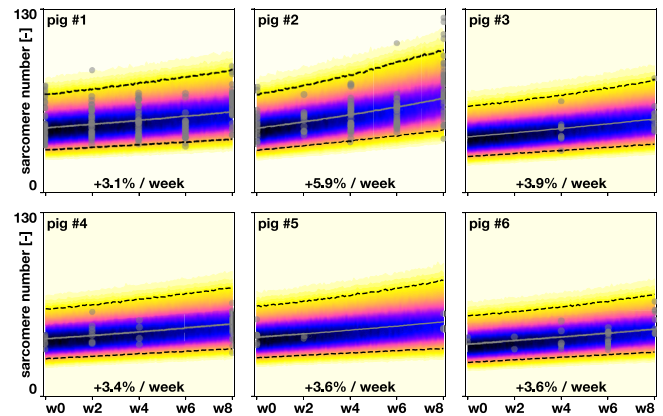 130
pig #1
pig #2
pig #3
sarcomere number [-]
0
+3.1% / week
+5.9% / week
+3.9% / week
130
pig #4
pig #5
pig #6
sarcomere number [-]
0
+3.4% / week
+3.6% / week
+3.6% / week
w0 w2 w4 w6 w8
w0 w2 w4 w6 w8
w0 w2 w4 w6 w8